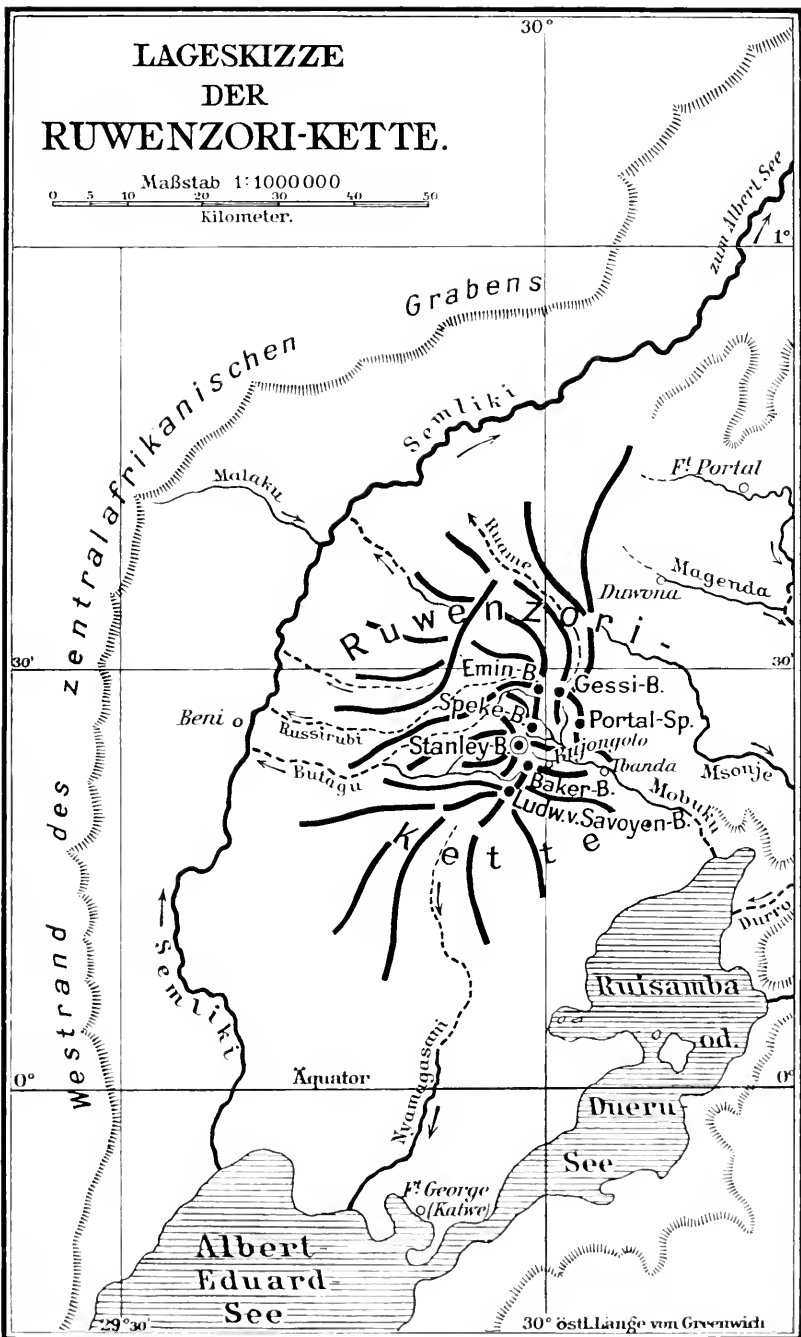 30°
LAGESKIZZE
DER
RUWENZORI-KETTE.
Maßstab 1:1000000
0 5 10 20 30 40 50
Kilometer.
zum Albert See
1°
Grabens
zentralafrikanischen
Semliki
Malaku
Ft. Portal
Ruame
Magenda
Duwona
Ruwenzori-
30'
30'
Emin-B.
Gessi-B.
Speke-B.
Portal-Sp.
Beni
Russirubi
Stanley-B.
Bujongolo
Ibanda
Butagu
Baker-B.
Mobuku
Msonje
Ludw.v.Savoyen-B.
Kette
des
Durro
Semliki
Ruisamba
od.
Westrand
0°
Äquator
0°
Nyamagasani
Dueru-
See
Ft. George
(Katwe)
Albert-
Eduard-
See
29°30'
30° östl. Länge von Greenwich